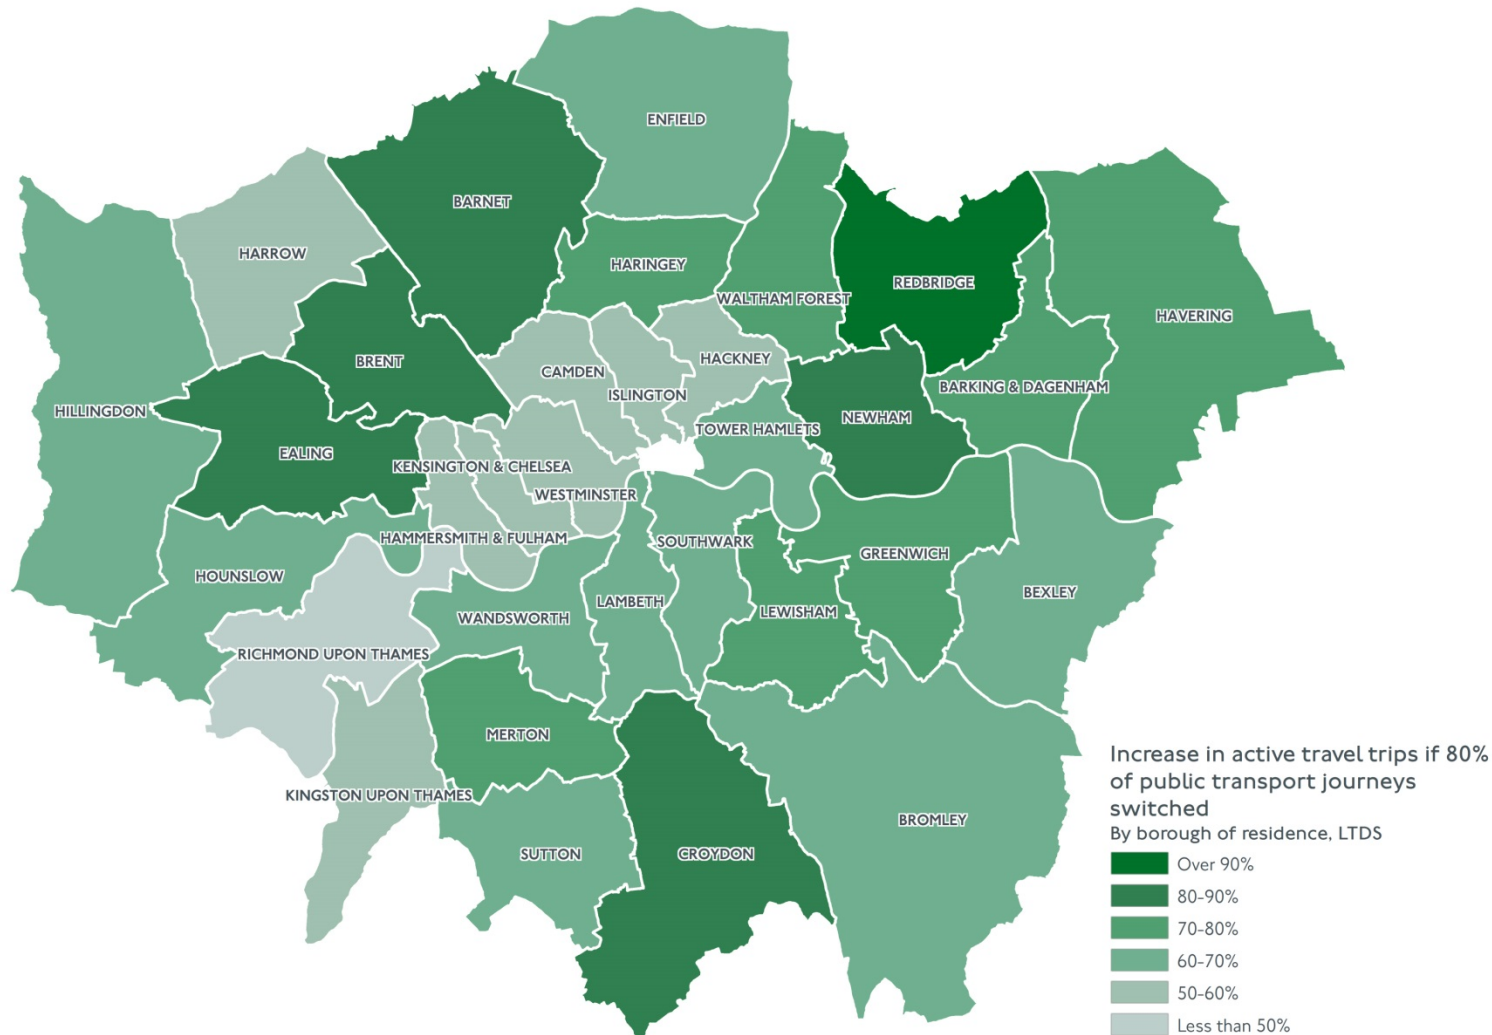 ENFIELD
BARNET
HARROW
HARINGEY
REDBRIDGE
WALTHAM FOREST
HAVERING
BRENT
HACKNEY
CAMDEN
ISLINGTON
BARKING & DAGENHAM
HILLINGDON
NEWHAM
TOWER HAMLETS
EALING
KENSINGTON & CHELSEA
WESTMINSTER
HAMMERSMITH & FULHAM
SOUTHWARK
GREENWICH
HOUNSLOW
BEXLEY
LAMBETH
LEWISHAM
WANDSWORTH
RICHMOND UPON THAMES
MERTON
KINGSTON UPON THAMES
BROMLEY
SUTTON
CROYDON
Increase in active travel trips if 80%
of public transport journeys
switched
By borough of residence, LTDS
Over 90%
80-90%
70-80%
60-70%
50-60%
Less than 50%